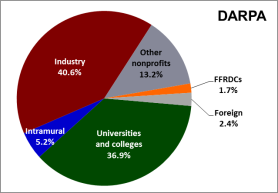 DARPA
Industry
40.6%
Other
nonprofits
13.2%
FFRDCs
1.7%
Foreign
2.4%
Universities
and colleges
36.9%
Intramural
5.2%